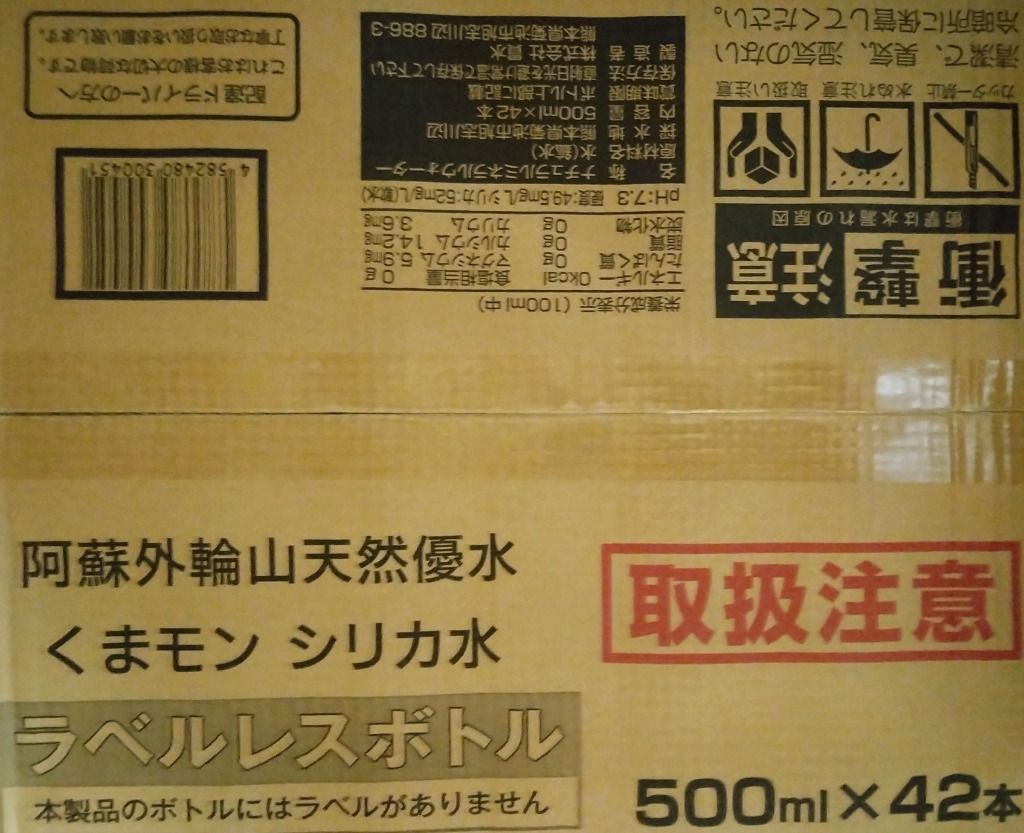 阿蘇外輪山天然優水
くまモン シリカ水
ラベルレスボトル
本製品のボトルにはラベルがありません
取扱注意
500ml×42本
衝撃注意
衝撃は水漏れの原因
カッター禁止
水ぬれ注意
取扱い注意
清潔で、臭気、湿気のない
冷暗所に保管してください。
栄養成分表示（100ml中）
エネルギー 0kcal 食塩相当量 0g
たんぱく質 0g マグネシウム 5.9mg
脂質 0g カルシウム 14.2mg
炭水化物 0g カリウム 3.6mg
pH:7.3 硬度:49.5mg/L シリカ:52mg/L(軟水)
名称 ナチュラルミネラルウォーター
原材料名 水(鉱水)
採水地 熊本県菊池市旭志川辺
内容量 500ml×42本
賞味期限 ボトル上部に記載
保存方法 直射日光を避け常温で保存して下さい
製造者 株式会社 貫水
熊本県菊池市旭志川辺 886-3
4 582480 300451
配達ドライバーの方へ
これはお客様の大切な荷物です。
丁寧なお取り扱いをお願い致します。